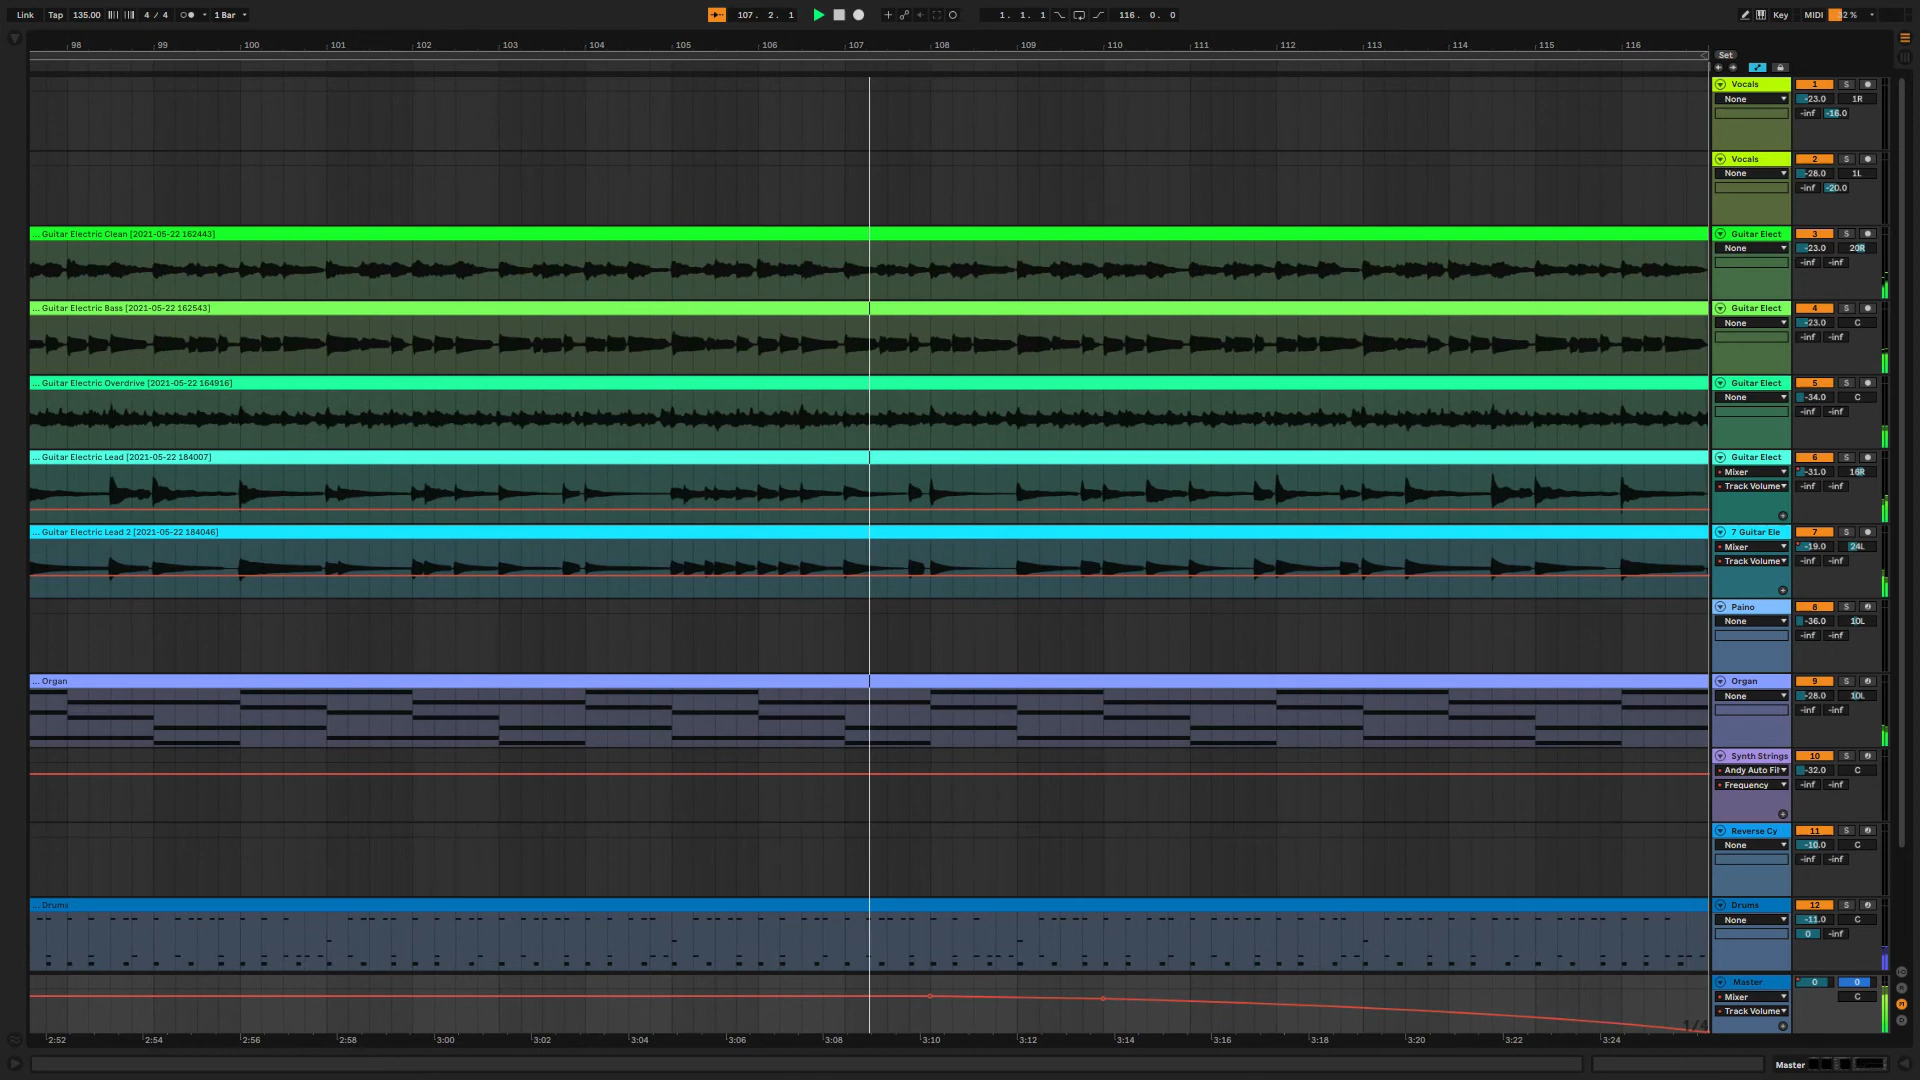 Link Tap 135.00 4 / 4 1 Bar 107. 2. 1 1. 1. 1 116. 0. 0 Key MIDI 32 %
98 99 100 101 102 103 104 105 106 107 108 109 110 111 112 113 114 115 116
Set
Vocals 1 S
None -23.0 1R
-inf -16.0
Vocals 2 S
None -28.0 1L
-inf -20.0
... Guitar Electric Clean [2021-05-22 162443] Guitar Elect 3 S
None -23.0 20R
-inf -inf
... Guitar Electric Bass [2021-05-22 162543] Guitar Elect 4 S
None -23.0 C
-inf -inf
... Guitar Electric Overdrive [2021-05-22 164916] Guitar Elect 5 S
None -34.0 C
-inf -inf
... Guitar Electric Lead [2021-05-22 184007] Guitar Elect 6 S
Mixer -31.0 16R
Track Volume -inf -inf
... Guitar Electric Lead 2 [2021-05-22 184046] 7 Guitar Ele 7 S
Mixer -19.0 24L
Track Volume -inf -inf
Paino 8 S
None -36.0 10L
-inf -inf
... Organ Organ 9 S
None -28.0 10L
-inf -inf
Synth Strings 10 S
Andy Auto Fil -32.0 C
Frequency -inf -inf
Reverse Cy 11 S
None -10.0 C
-inf -inf
... Drums Drums 12 S
None -11.0 C
0 -inf
Master 0 0
Mixer C
Track Volume
1/4
2:52 2:54 2:56 2:58 3:00 3:02 3:04 3:06 3:08 3:10 3:12 3:14 3:16 3:18 3:20 3:22 3:24
Master